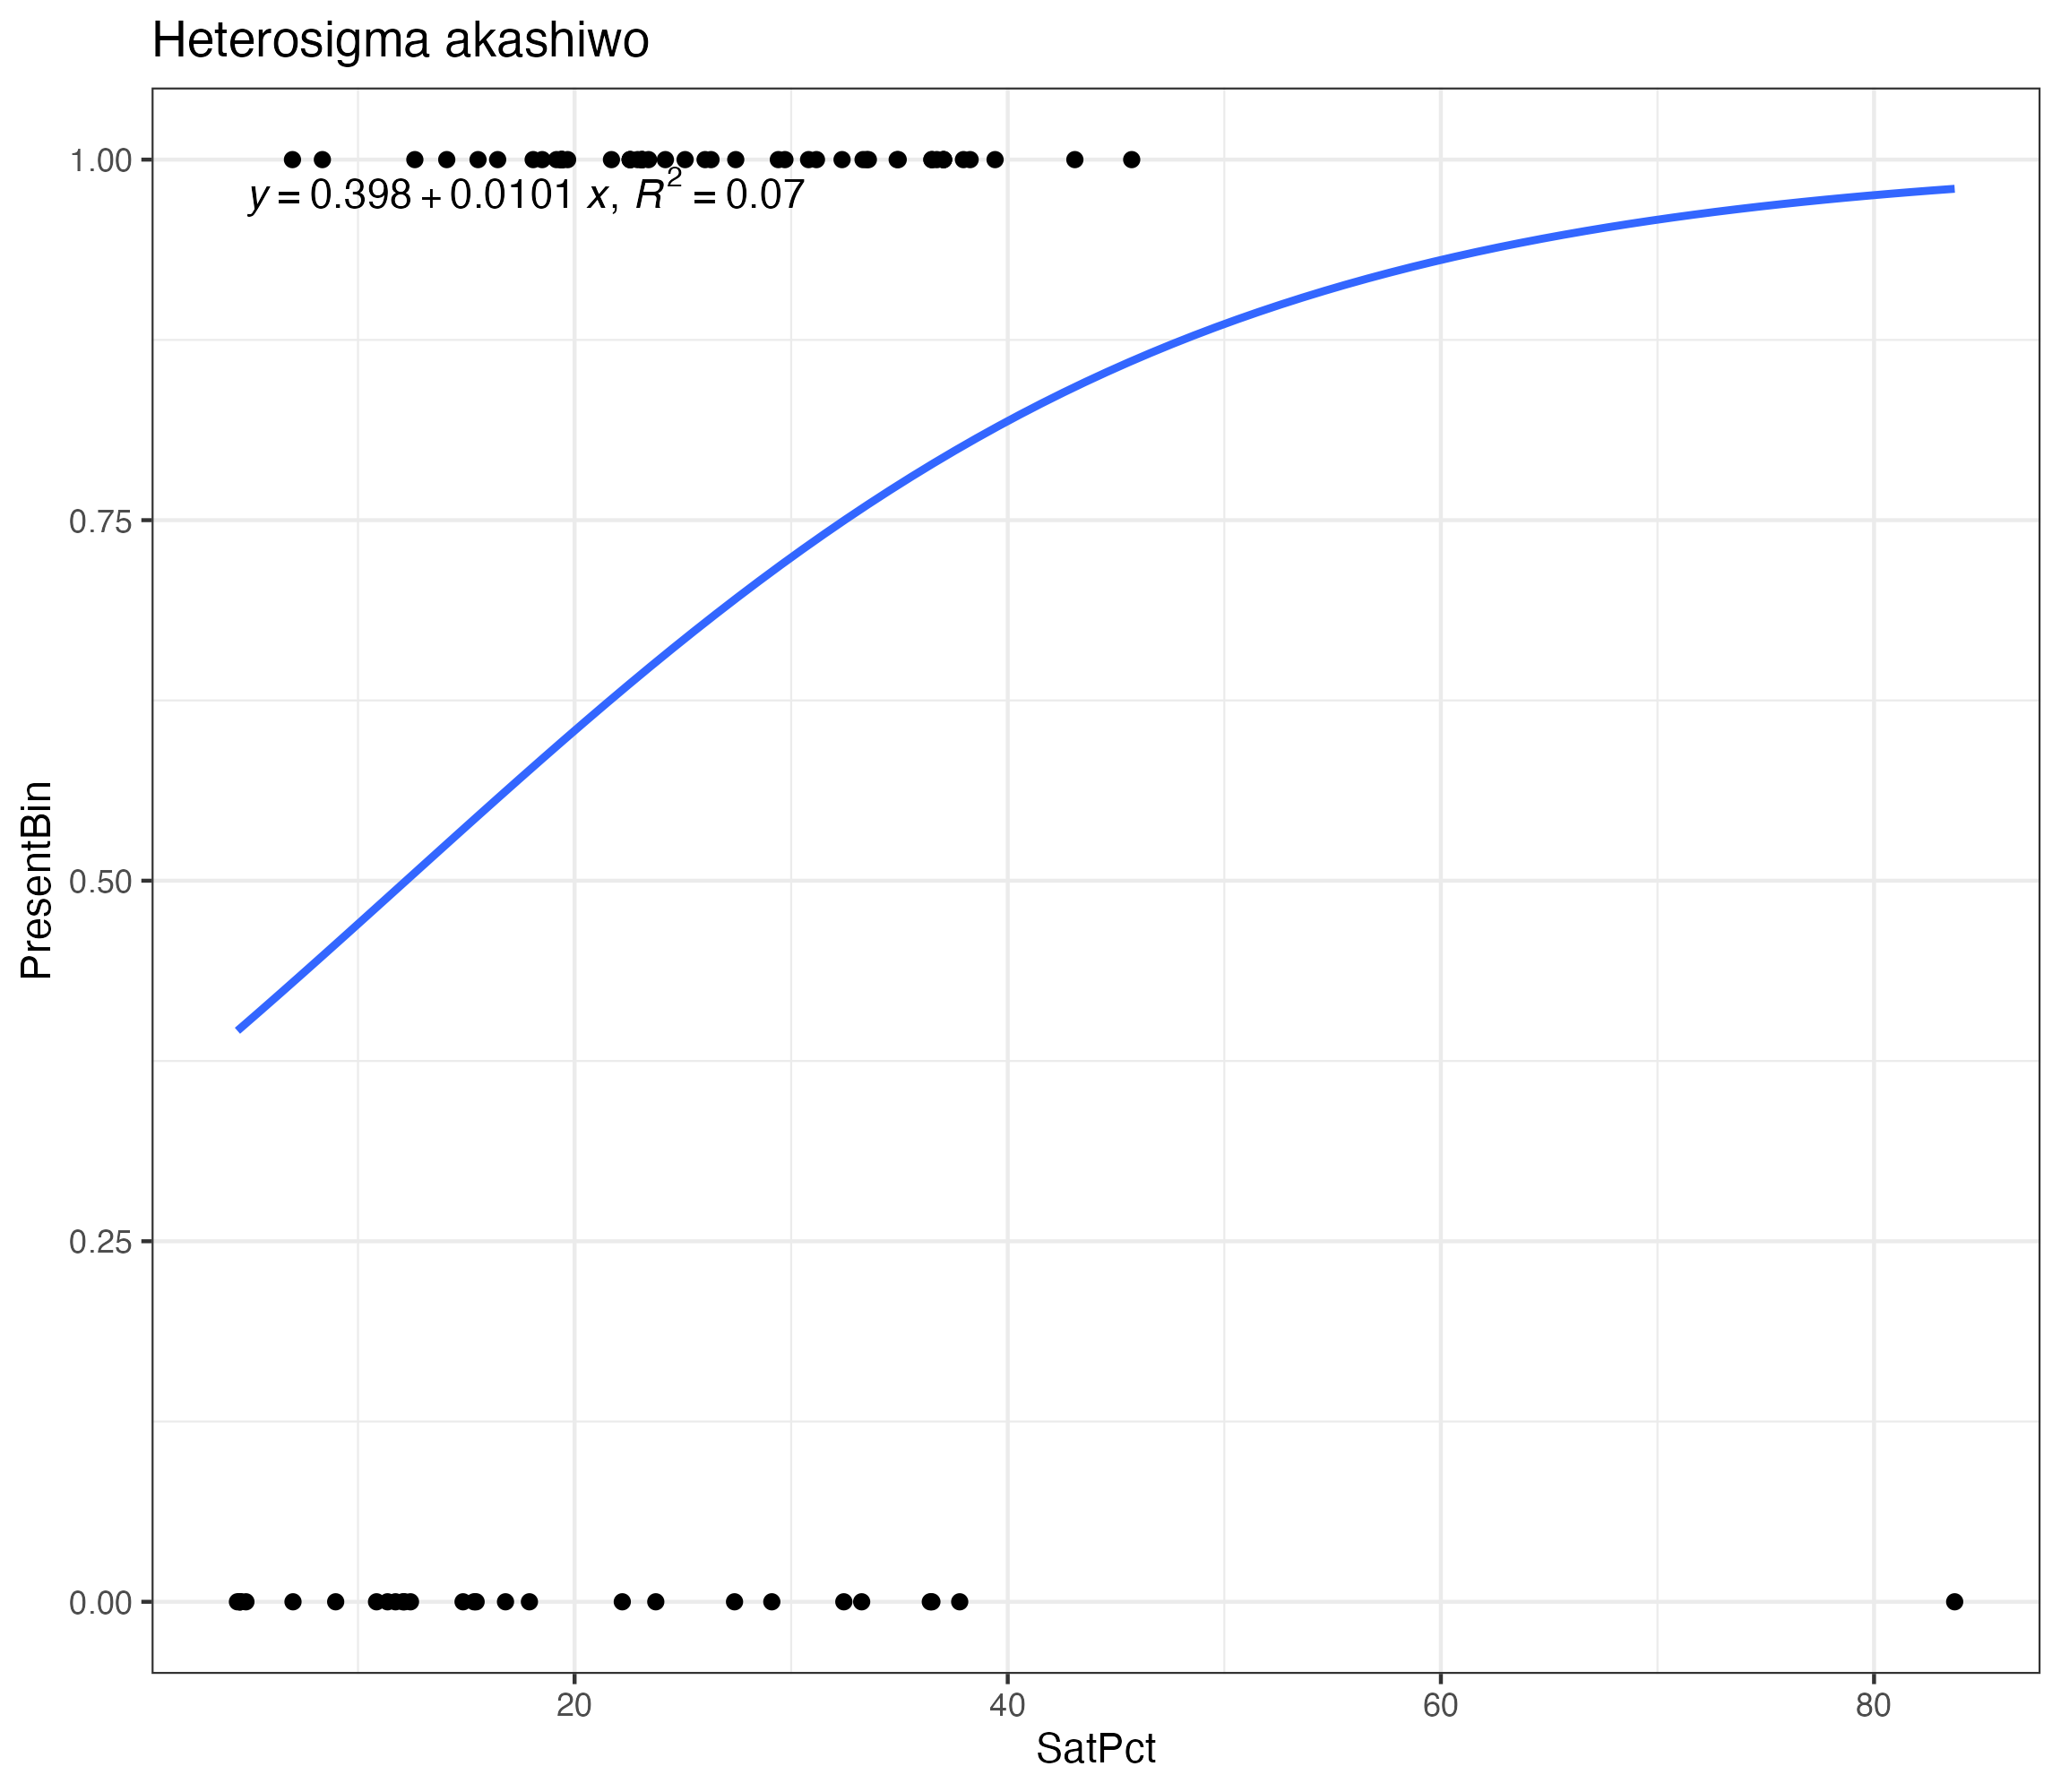 Heterosigma akashiwo
1.00
y = 0.398 + 0.0101 x, R² = 0.07
0.75
0.50
0.25
0.00
PresentBin
20 40 60 80
SatPct